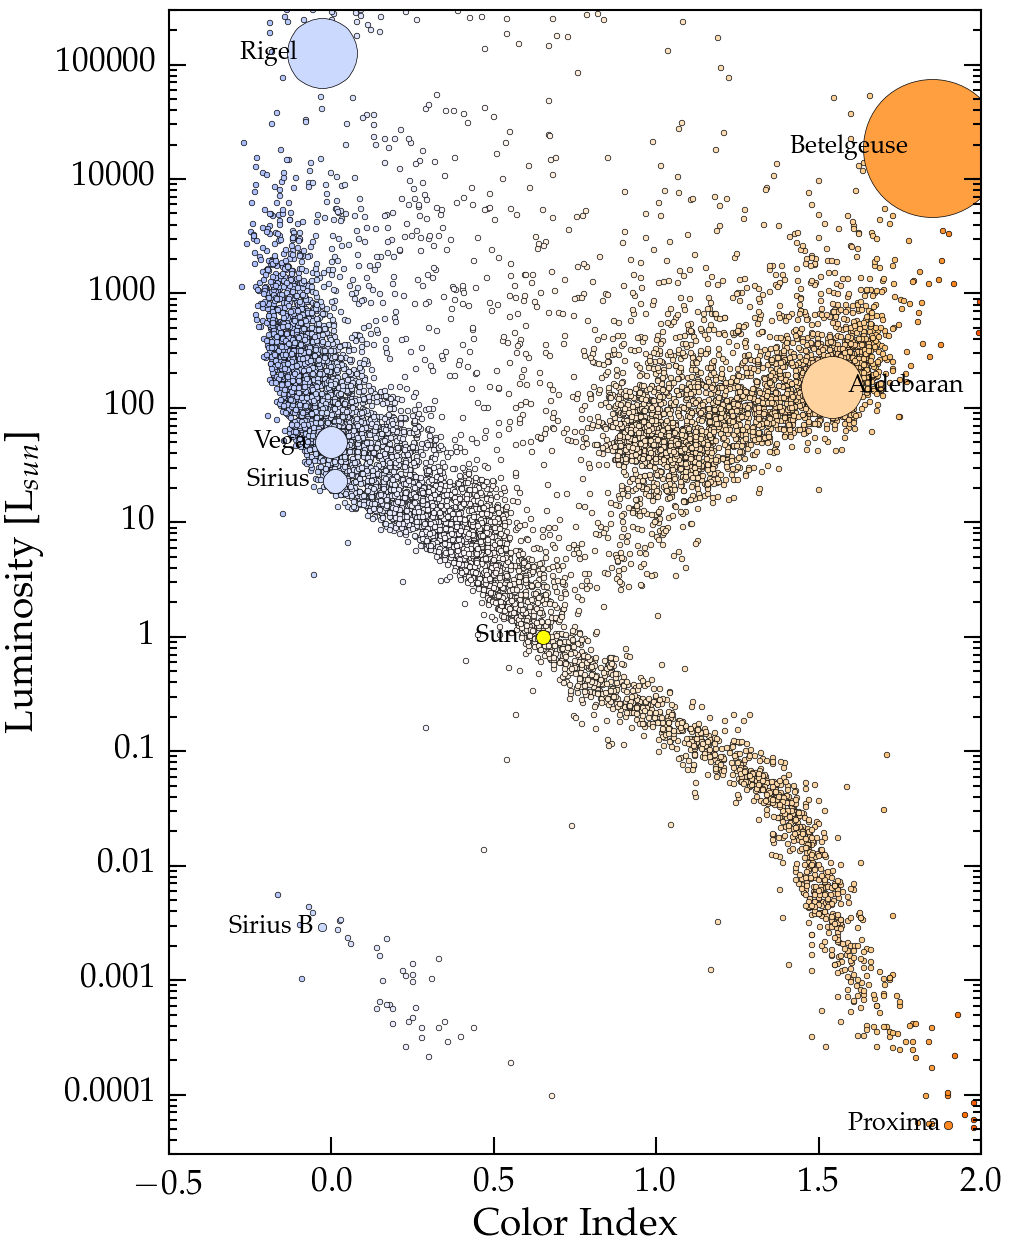 100000
10000
1000
100
10
1
0.1
0.01
0.001
0.0001
Luminosity [L_sun]
Rigel
Betelgeuse
Aldebaran
Vega
Sirius
Sun
Sirius B
Proxima
−0.5 0.0 0.5 1.0 1.5 2.0
Color Index